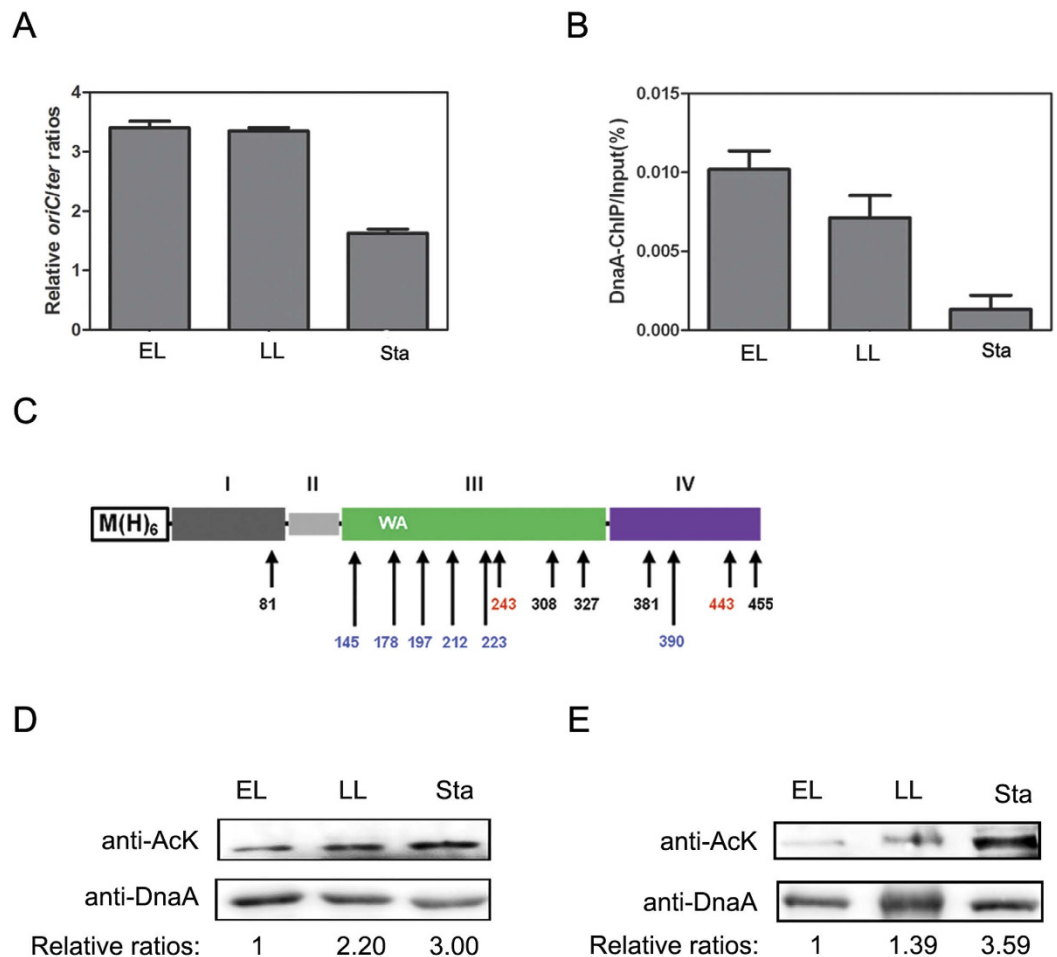 A
Relative oriC/ter ratios
4
3
2
1
0
EL LL Sta
B
DnaA-ChIP/Input(%)
0.015
0.010
0.005
0.000
EL LL Sta
C
I II III IV
M(H)6 WA
81 243 308 327 381 443 455
145 178 197 212 223 390
D
EL LL Sta
anti-AcK
anti-DnaA
Relative ratios: 1 2.20 3.00
E
EL LL Sta
anti-AcK
anti-DnaA
Relative ratios: 1 1.39 3.59